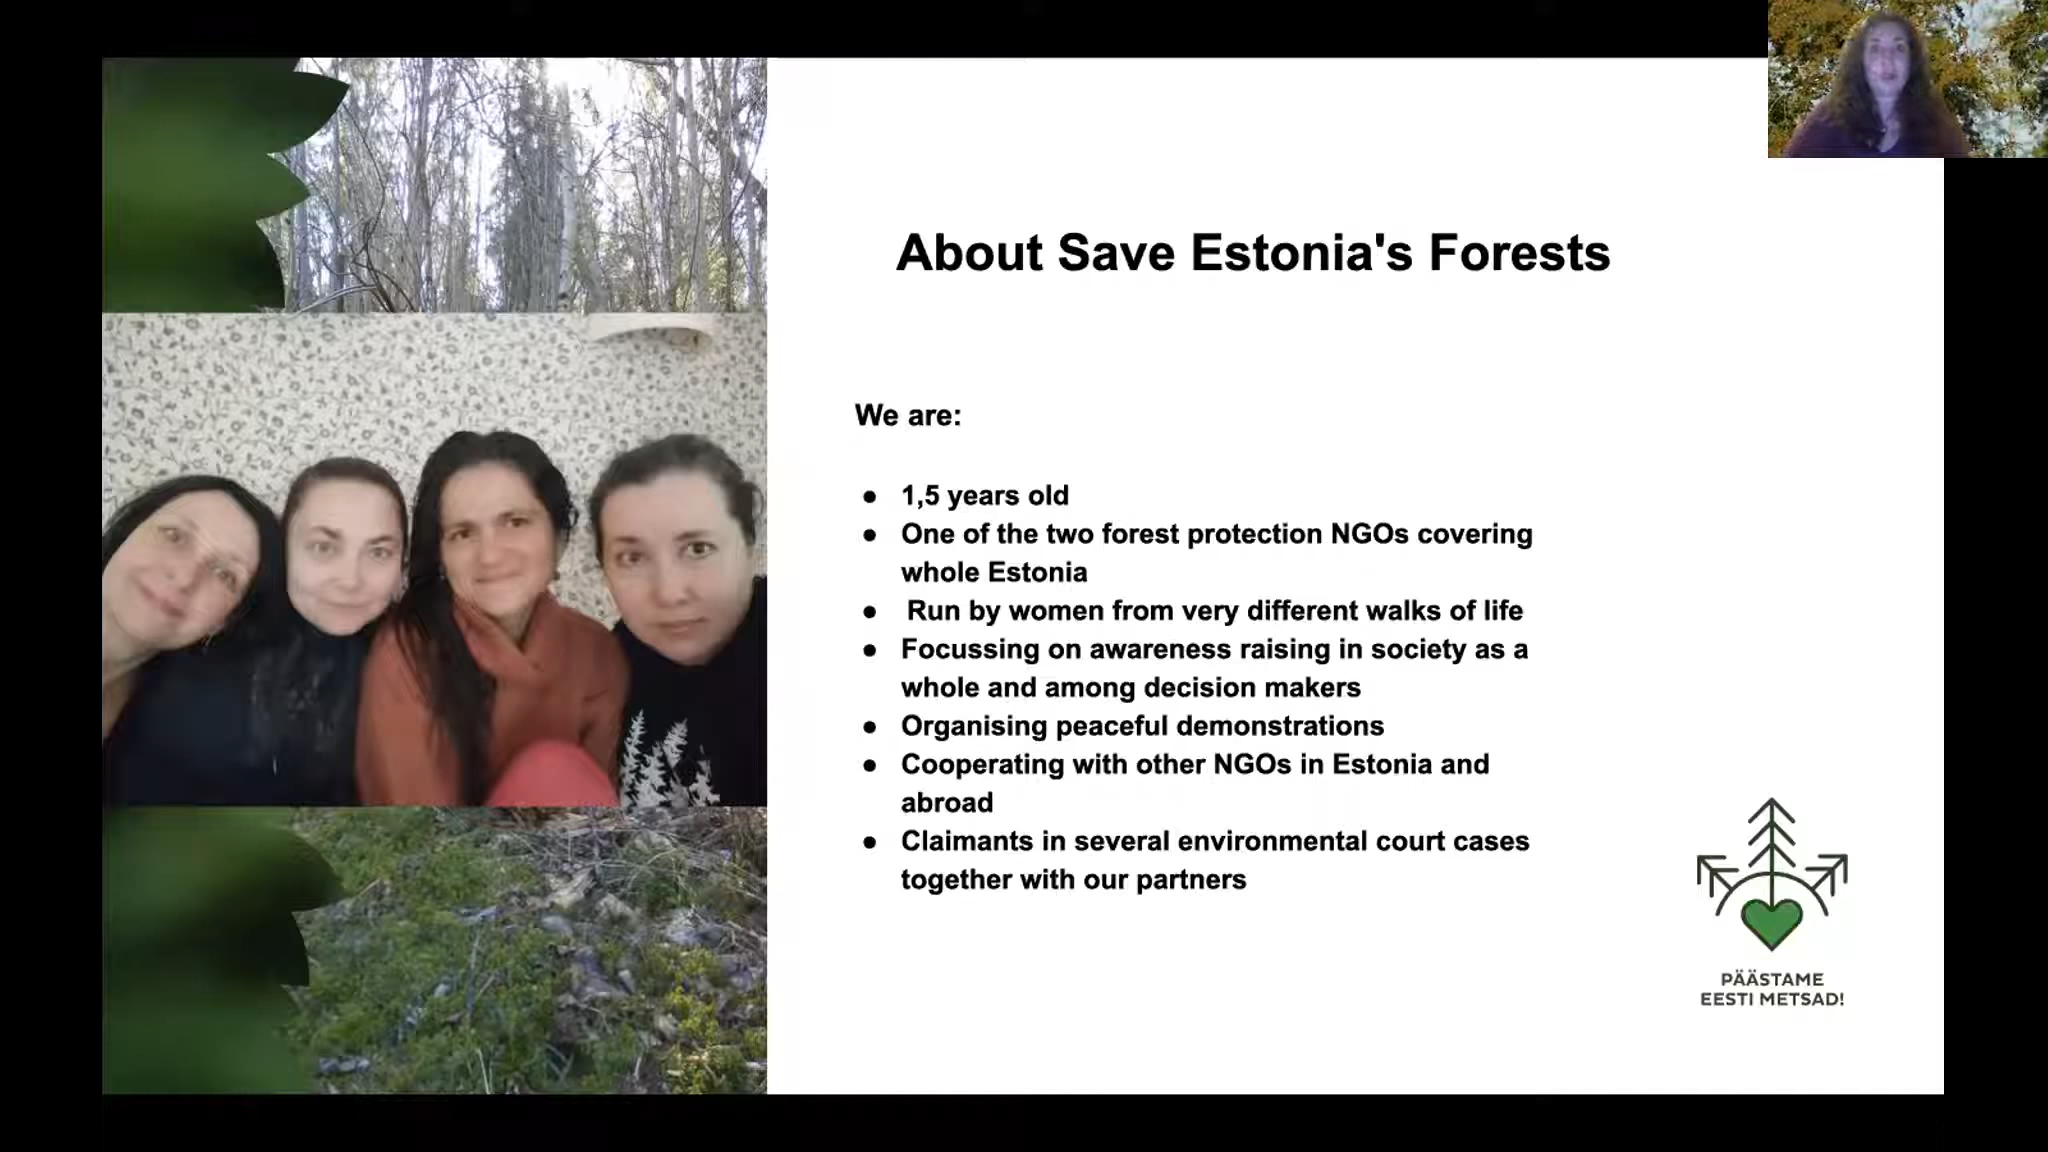 About Save Estonia's Forests
We are:
● 1,5 years old
● One of the two forest protection NGOs covering
whole Estonia
● Run by women from very different walks of life
● Focussing on awareness raising in society as a
whole and among decision makers
● Organising peaceful demonstrations
● Cooperating with other NGOs in Estonia and
abroad
● Claimants in several environmental court cases
together with our partners
PÄÄSTAME
EESTI METSAD!